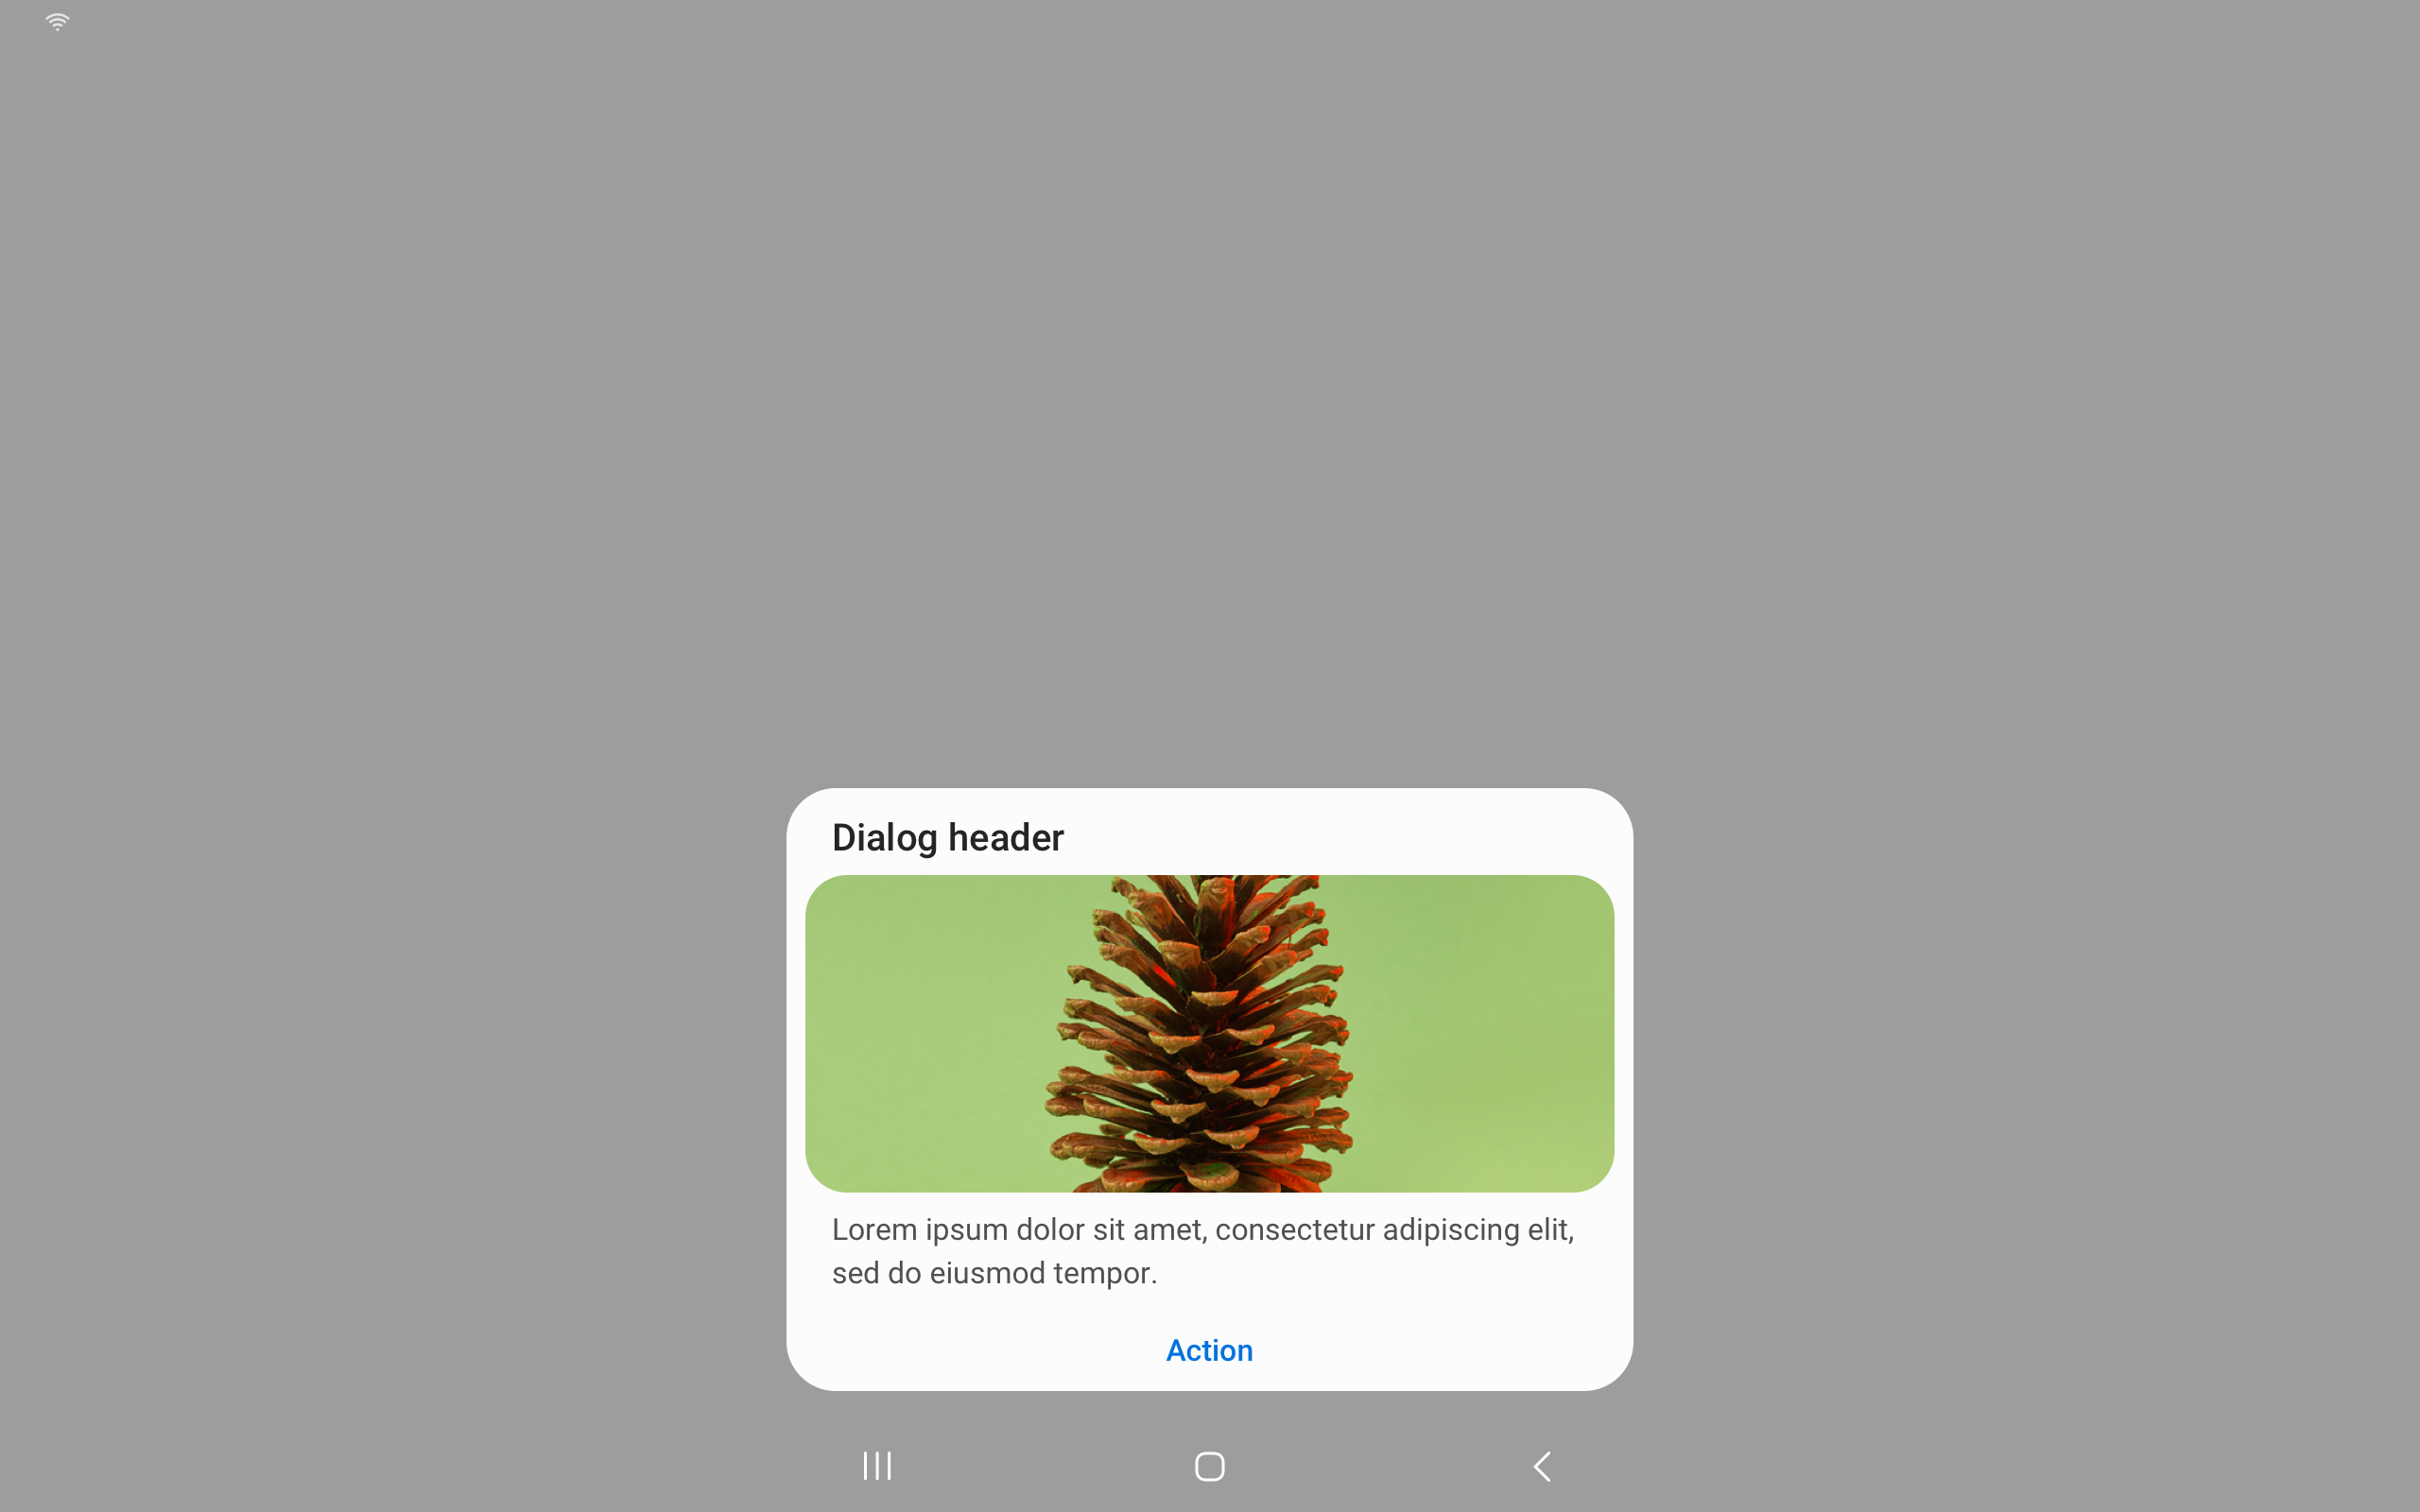 Dialog header
Lorem ipsum dolor sit amet, consectetur adipiscing elit,
sed do eiusmod tempor.
Action